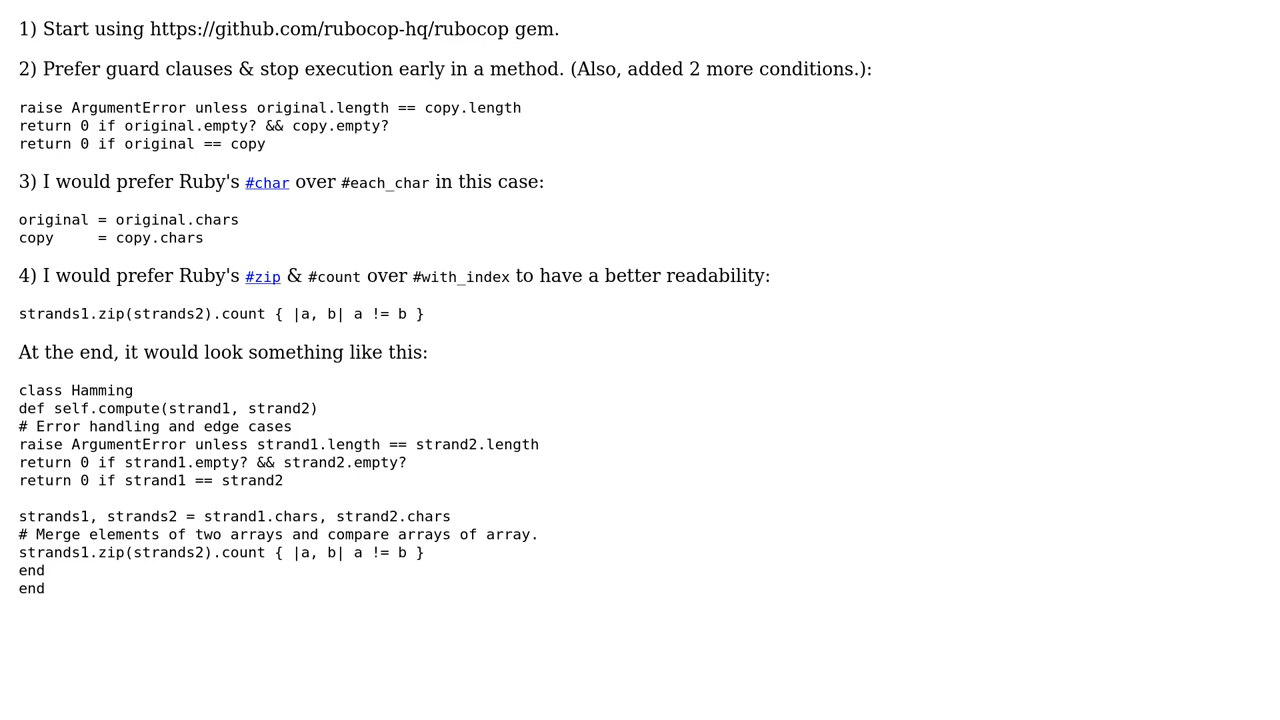 1) Start using https://github.com/rubocop-hq/rubocop gem.
2) Prefer guard clauses & stop execution early in a method. (Also, added 2 more conditions.):
raise ArgumentError unless original.length == copy.length
return 0 if original.empty? && copy.empty?
return 0 if original == copy
3) I would prefer Ruby's #char over #each_char in this case:
original = original.chars
copy     = copy.chars
4) I would prefer Ruby's #zip & #count over #with_index to have a better readability:
strands1.zip(strands2).count { |a, b| a != b }
At the end, it would look something like this:
class Hamming
def self.compute(strand1, strand2)
# Error handling and edge cases
raise ArgumentError unless strand1.length == strand2.length
return 0 if strand1.empty? && strand2.empty?
return 0 if strand1 == strand2
strands1, strands2 = strand1.chars, strand2.chars
# Merge elements of two arrays and compare arrays of array.
strands1.zip(strands2).count { |a, b| a != b }
end
end